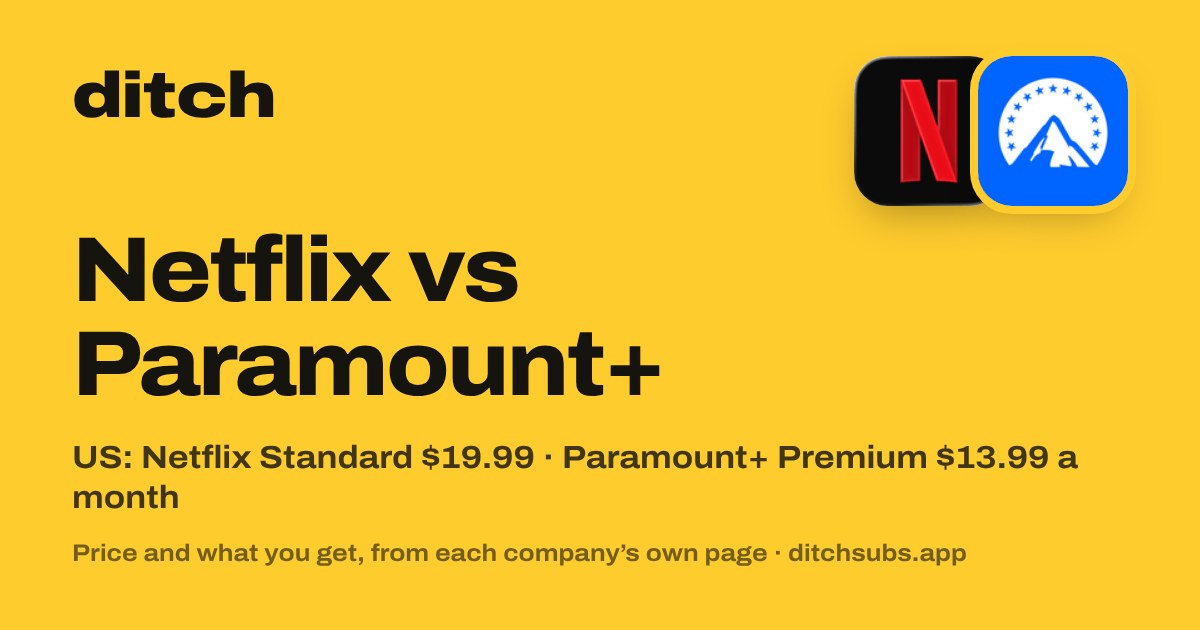 ditch
N
Netflix vs
Paramount+
US: Netflix Standard $19.99 · Paramount+ Premium $13.99 a
month
Price and what you get, from each company’s own page · ditchsubs.app